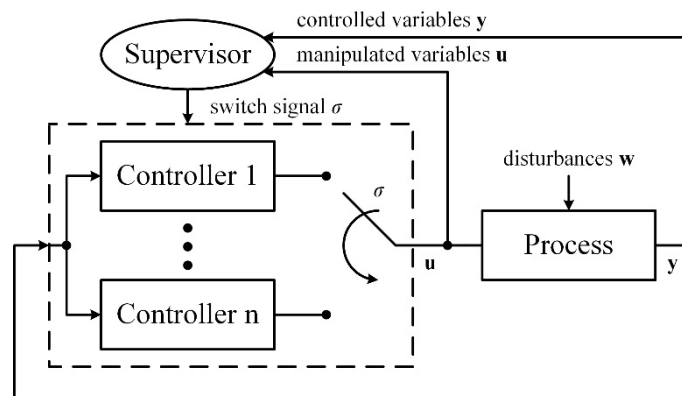 controlled variables y
Supervisor
manipulated variables u
switch signal σ
Controller 1
σ
disturbances w
Process
u
y
Controller n